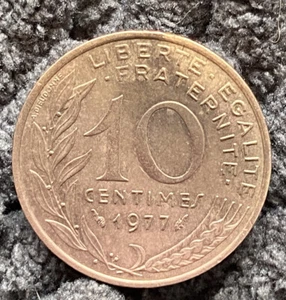 LIBERTE · EGALITE
· FRATERNITE ·
10
CENTIMES
1977